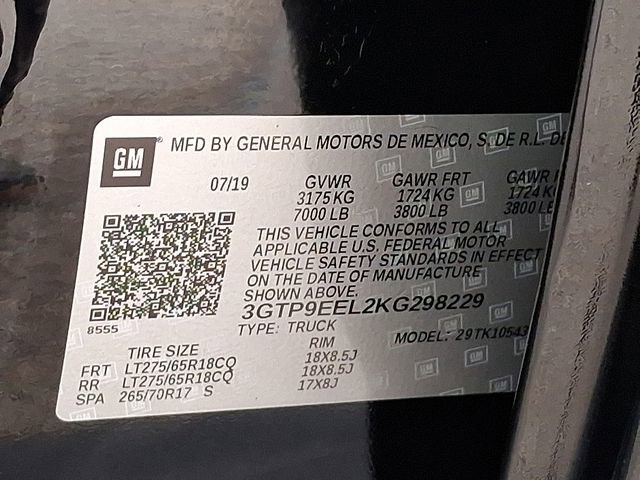 GM
MFD BY GENERAL MOTORS DE MEXICO, S. DE R.L.
07/19
GVWR GAWR FRT GAWR
3175 KG 1724 KG 1724 KG
7000 LB 3800 LB 3800 LB
THIS VEHICLE CONFORMS TO ALL
APPLICABLE U.S. FEDERAL MOTOR
VEHICLE SAFETY STANDARDS IN EFFECT
ON THE DATE OF MANUFACTURE
SHOWN ABOVE.
3GTP9EEL2KG298229
8555
TYPE: TRUCK
MODEL: 29TK10543
TIRE SIZE RIM
FRT LT275/65R18CQ 18X8.5J
RR LT275/65R18CQ 18X8.5J
SPA 265/70R17 S 17X8J